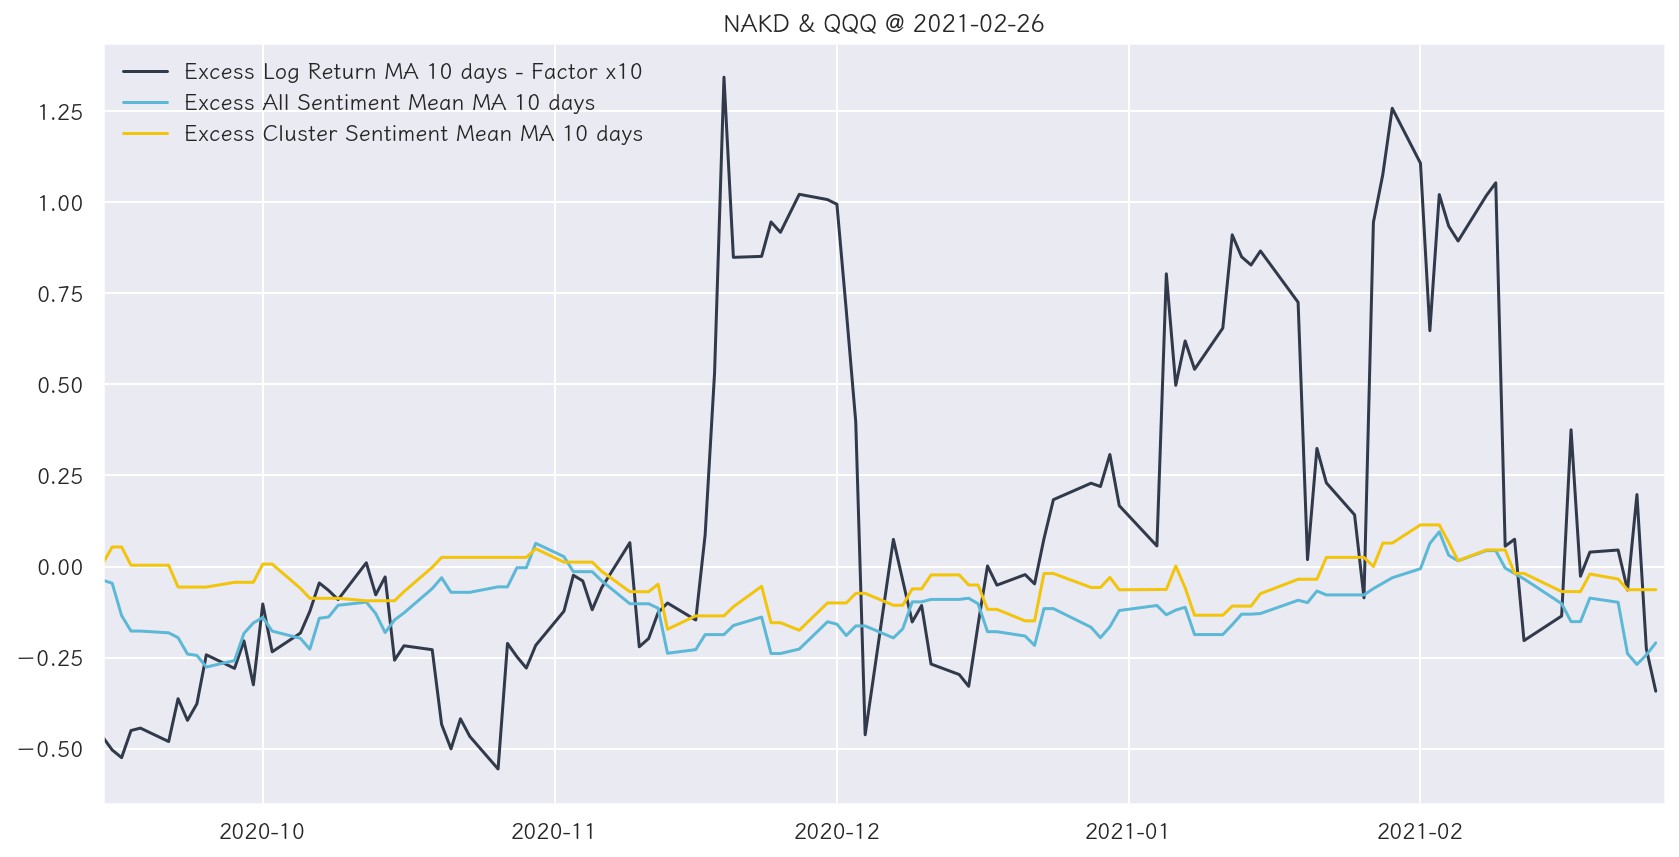 NAKD & QQQ @ 2021-02-26
Excess Log Return MA 10 days - Factor x10
Excess All Sentiment Mean MA 10 days
Excess Cluster Sentiment Mean MA 10 days
1.25
1.00
0.75
0.50
0.25
0.00
−0.25
−0.50
2020-10 2020-11 2020-12 2021-01 2021-02